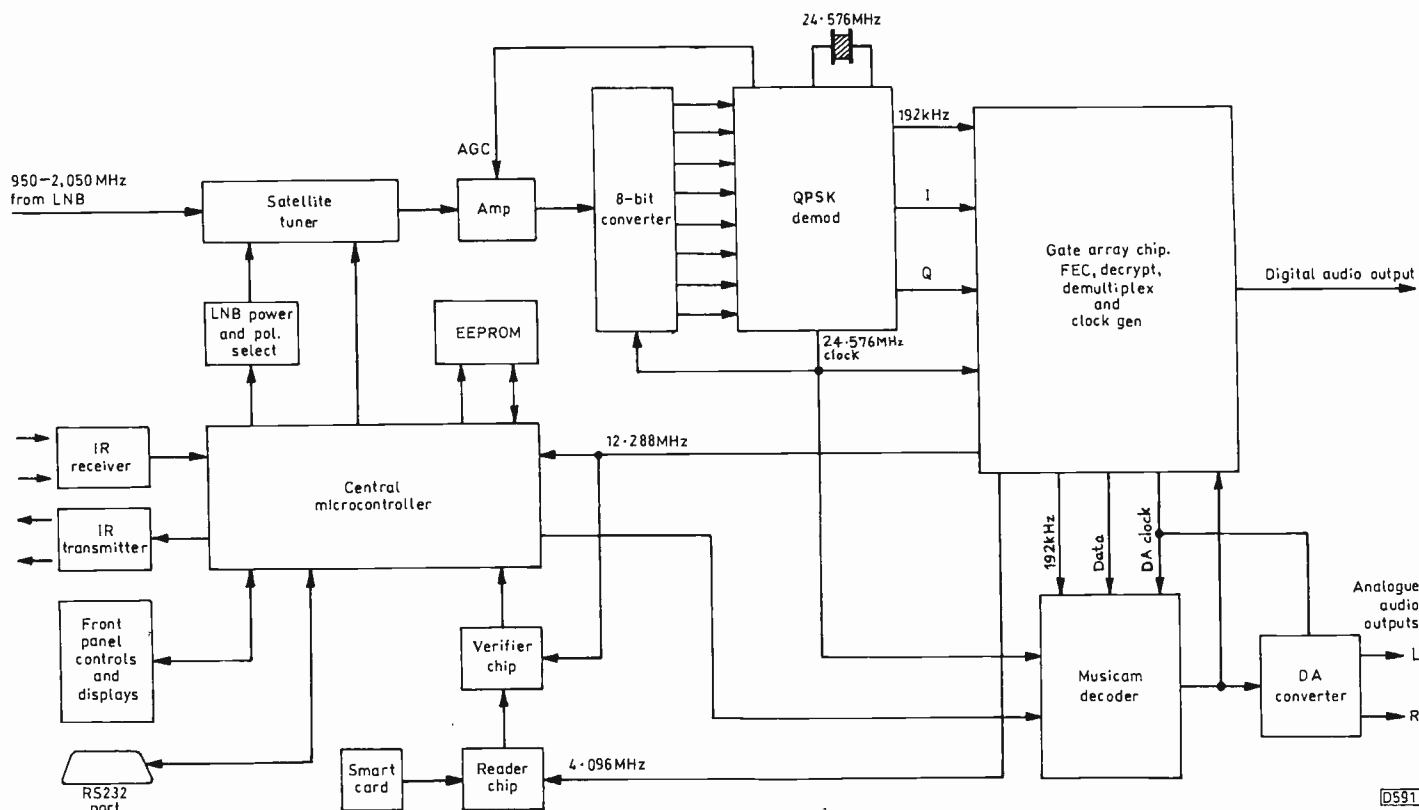 24·576MHz
AGC
192kHz
950–2,050MHz
from LNB
Satellite
tuner
Amp
8-bit
converter
QPSK
demod
I
Q
Gate array chip.
FEC, decrypt,
demultiplex
and
clock gen
Digital audio output
LNB power
and pol.
select
EEPROM
24·576MHz
clock
IR
receiver
12·288MHz
Central
microcontroller
IR
transmitter
192kHz
Data
DA clock
Analogue
audio
outputs
Front
panel
controls
and
displays
Verifier
chip
Musicam
decoder
DA
converter
L
R
Smart
card
Reader
chip
4·096MHz
RS232
port
D591